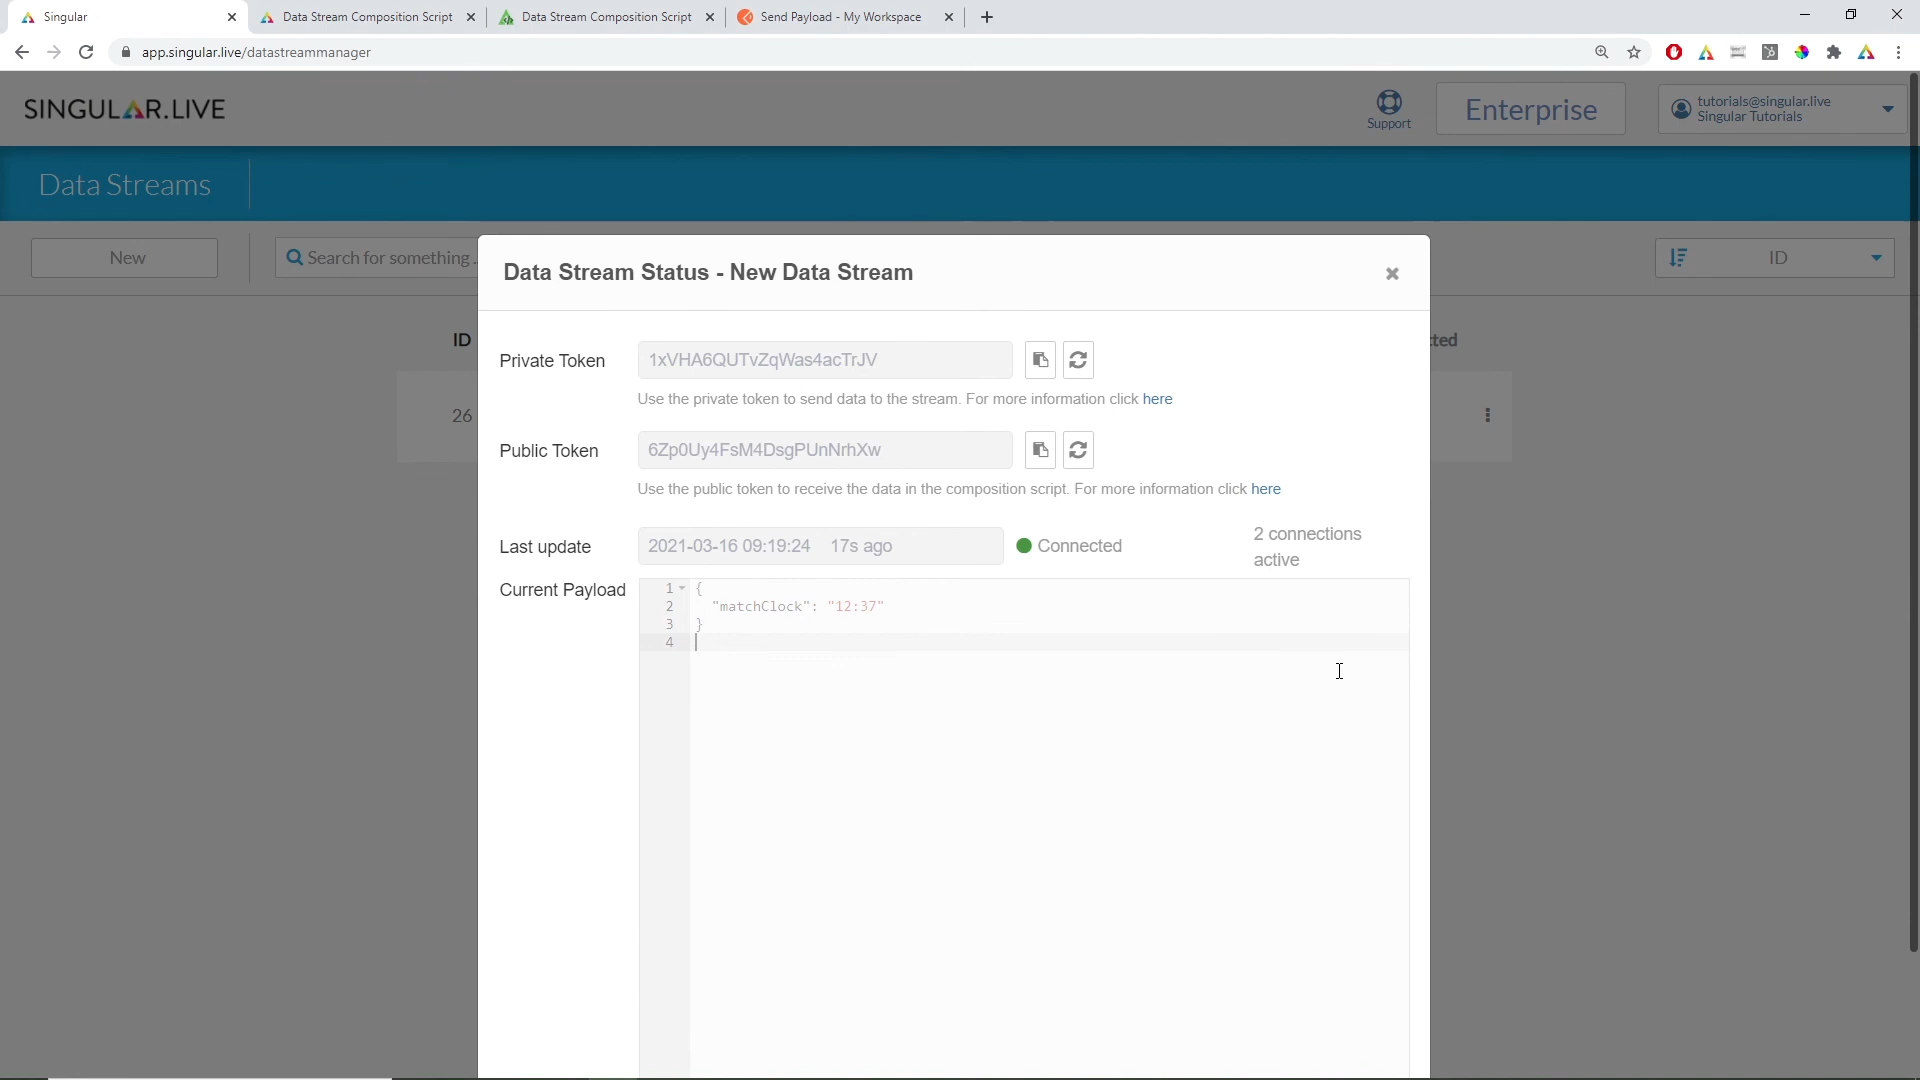 Singular
Data Stream Composition Script
Data Stream Composition Script
Send Payload - My Workspace
app.singular.live/datastreammanager
SINGULAR.LIVE
Support
Enterprise
tutorials@singular.live
Singular Tutorials
Data Streams
New
Search for something ..
ID
Data Stream Status - New Data Stream
ID
cted
26
Private Token
1xVHA6QUTvZqWas4acTrJV
Use the private token to send data to the stream. For more information click here
Public Token
6Zp0Uy4FsM4DsgPUnNrhXw
Use the public token to receive the data in the composition script. For more information click here
Last update
2021-03-16 09:19:24 17s ago
Connected
2 connections
active
Current Payload
1 {
2 "matchClock": "12:37"
3 }
4